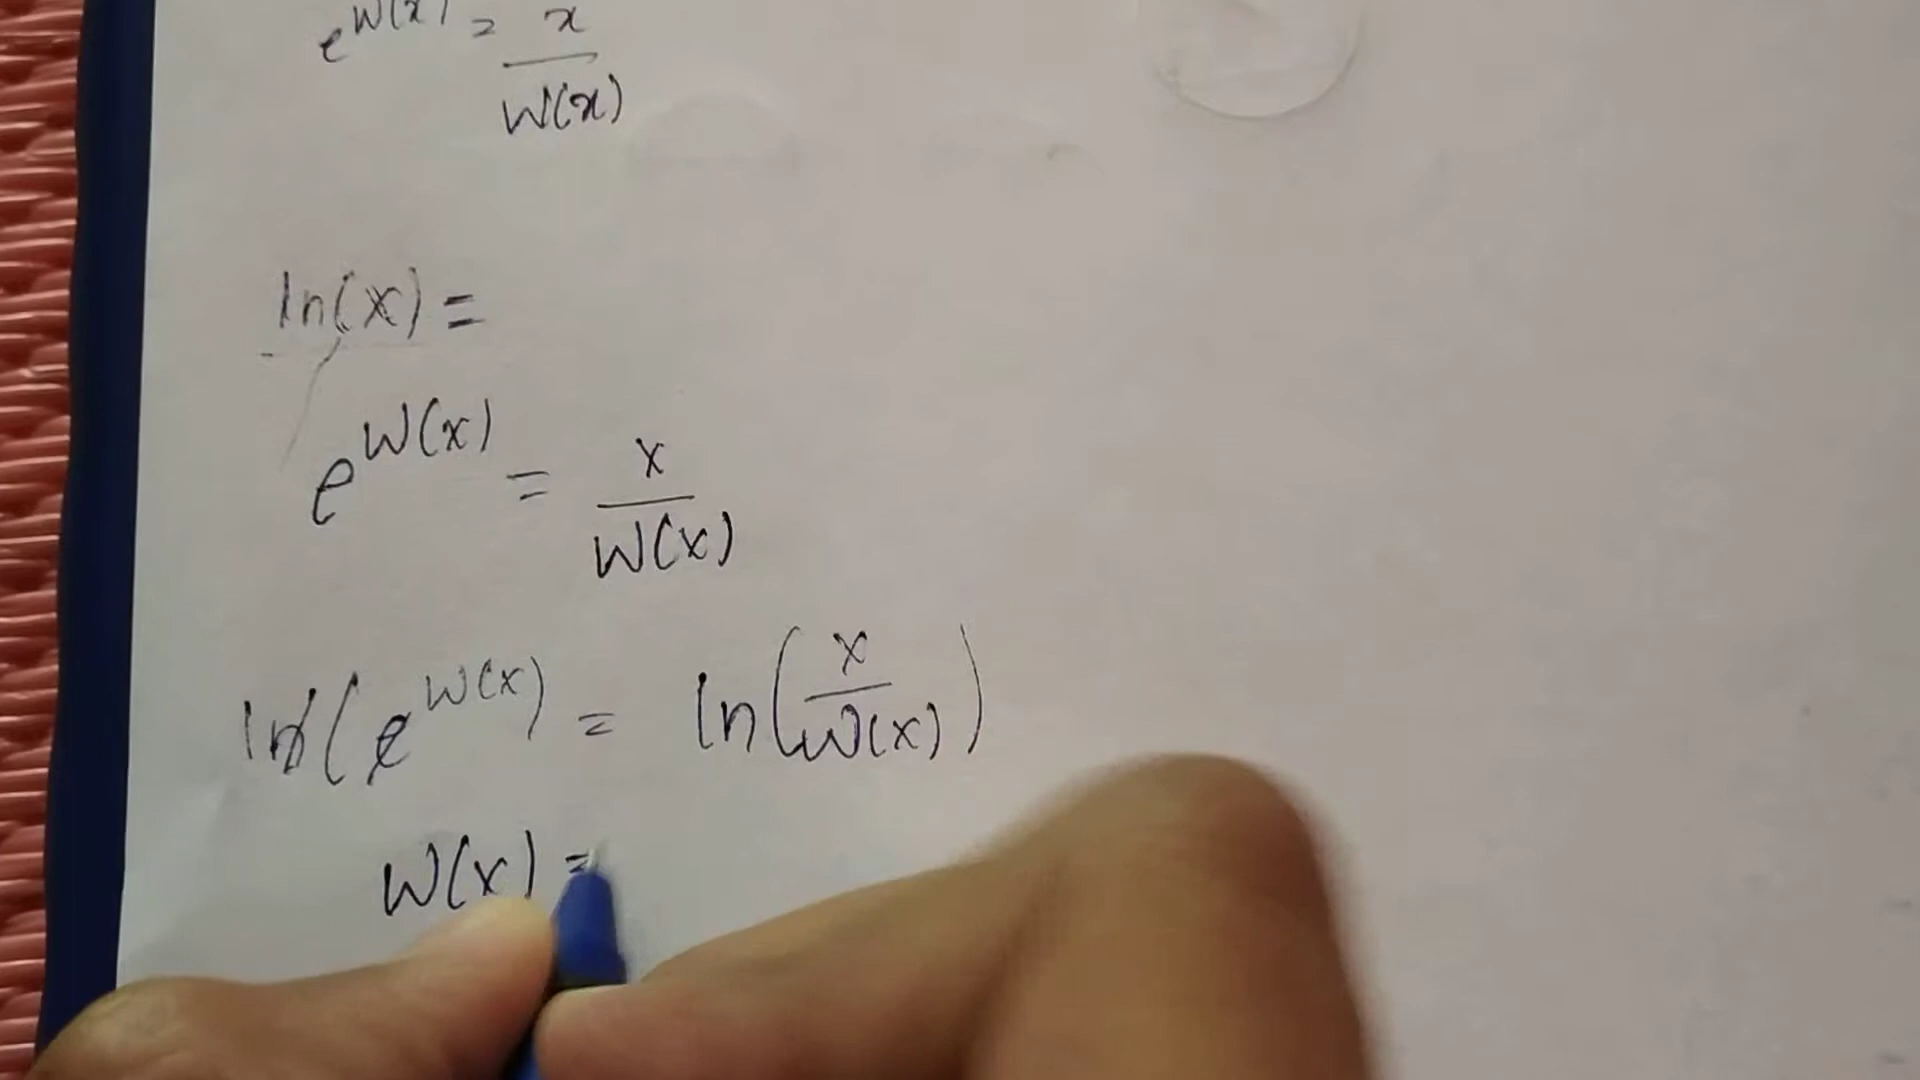 e^W(x) = x/W(x)
ln(x) =
e^W(x) = x/W(x)
ln(e^W(x)) = ln(x/W(x))
W(x) =